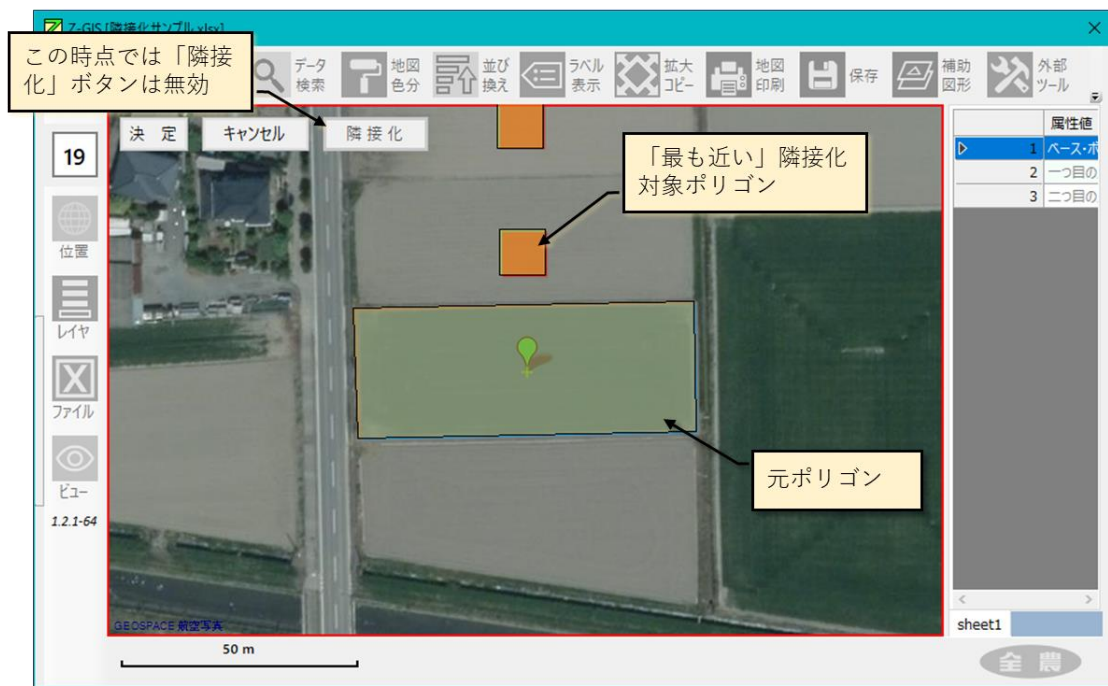 Z-GIS [隣接化サンプル.xlsx]
この時点では「隣接
化」ボタンは無効
データ
検索
地図
色分
並び
換え
ラベル
表示
拡大
コピー
地図
印刷
保存
補助
図形
外部
ツール
決 定
キャンセル
隣 接 化
19
位置
レイヤ
ファイル
ビュー
1.2.1-64
「最も近い」隣接化
対象ポリゴン
元ポリゴン
属性値
1 ベース・ポ
2 一つ目の
3 二つ目の
GEOSPACE 航空写真
50 m
sheet1
全 農